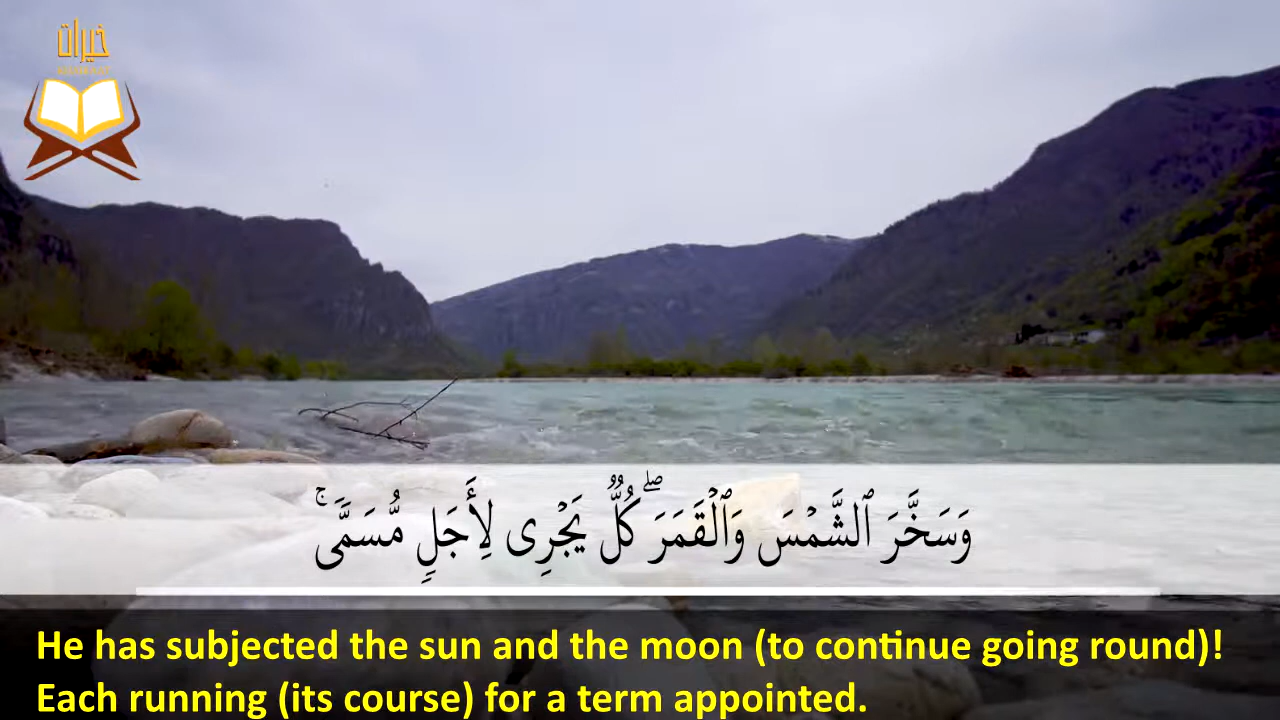 خيرات
وَسَخَّرَ ٱلشَّمْسَ وَٱلْقَمَرَ ۖ كُلٌّ يَجْرِى لِأَجَلٍ مُّسَمًّى ۚ
He has subjected the sun and the moon (to continue going round)!
Each running (its course) for a term appointed.